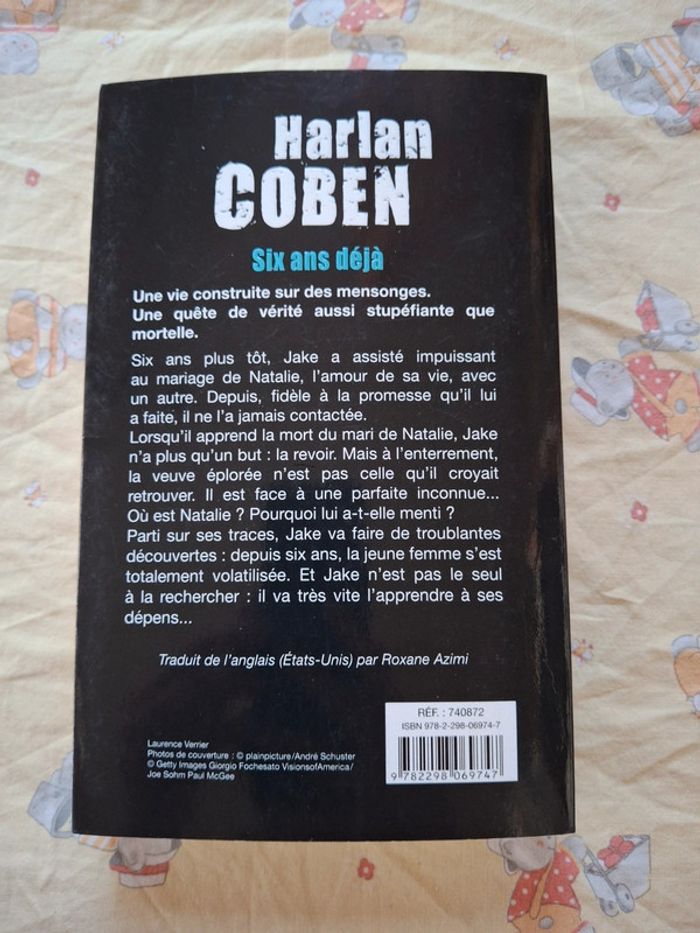 Harlan
COBEN
Six ans déjà
Une vie construite sur des mensonges.
Une quête de vérité aussi stupéfiante que
mortelle.
Six ans plus tôt, Jake a assisté impuissant
au mariage de Natalie, l'amour de sa vie, avec
un autre. Depuis, fidèle à la promesse qu'il lui
a faite, il ne l'a jamais contactée.
Lorsqu'il apprend la mort du mari de Natalie, Jake
n'a plus qu'un but : la revoir. Mais à l'enterrement,
la veuve éplorée n'est pas celle qu'il croyait
retrouver. Il est face à une parfaite inconnue...
Où est Natalie ? Pourquoi lui a-t-elle menti ?
Parti sur ses traces, Jake va faire de troublantes
découvertes : depuis six ans, la jeune femme s'est
totalement volatilisée. Et Jake n'est pas le seul
à la rechercher : il va très vite l'apprendre à ses
dépens...
Traduit de l'anglais (États-Unis) par Roxane Azimi
RÉF. : 740872
ISBN 978-2-298-06974-7
9 782298 069747
Laurence Verrier
Photos de couverture : © plainpicture/André Schuster
© Getty Images Giorgio Fochesato VisionsofAmerica/
Joe Sohm Paul McGee